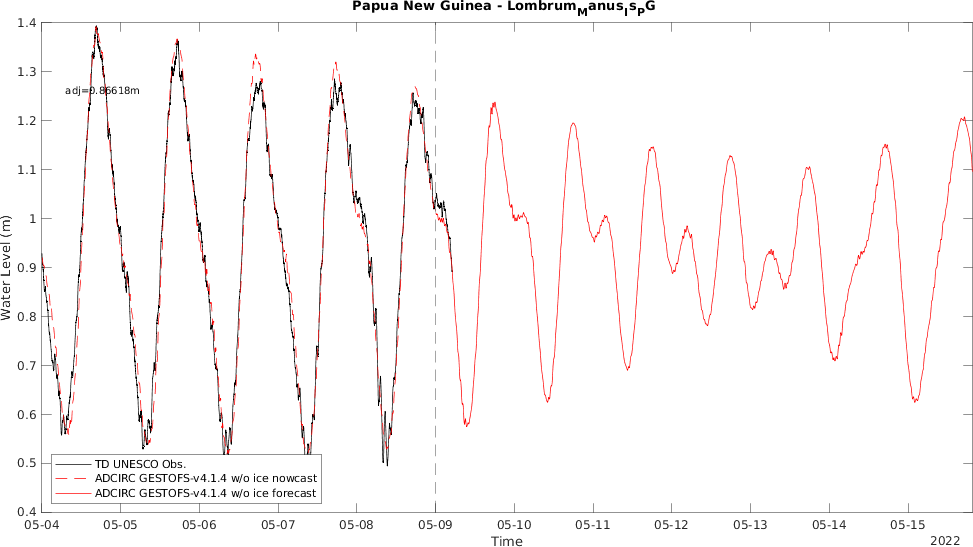 Papua New Guinea - LombrumManusIsPG
1.4
1.3
adj=0.86618m
1.2
1.1
1
0.9
0.8
0.7
0.6
0.5
0.4
Water Level (m)
TD UNESCO Obs.
ADCIRC GESTOFS-v4.1.4 w/o ice nowcast
ADCIRC GESTOFS-v4.1.4 w/o ice forecast
05-04 05-05 05-06 05-07 05-08 05-09 05-10 05-11 05-12 05-13 05-14 05-15
Time
2022